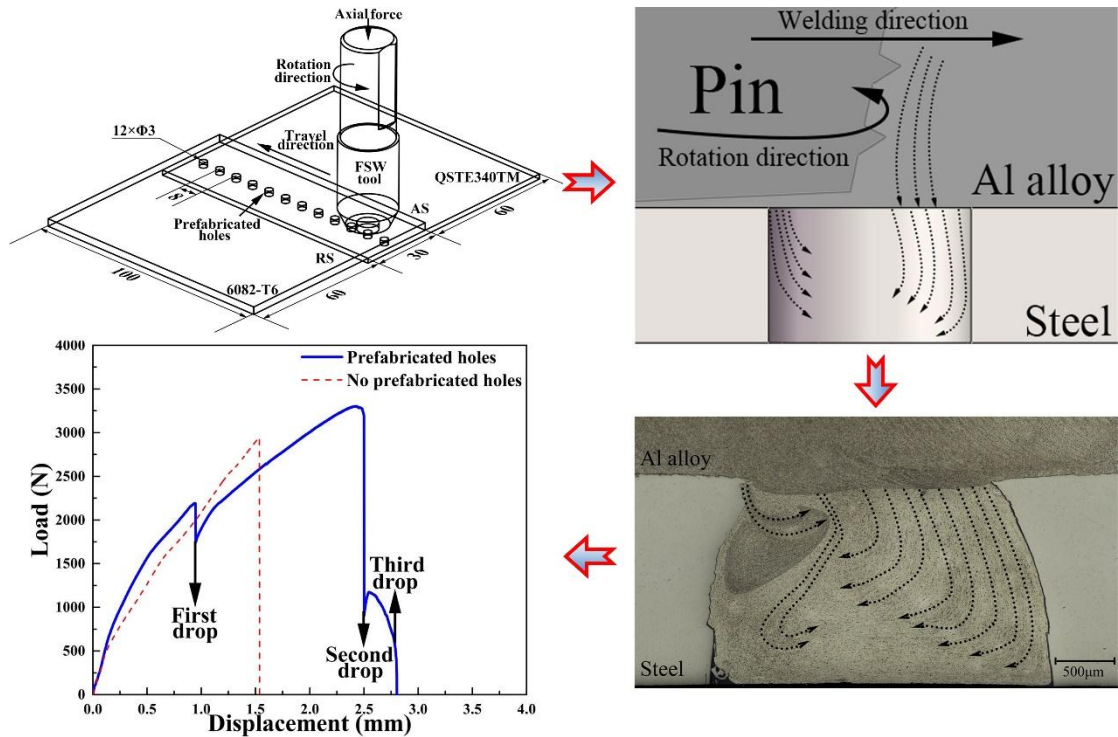 Axial force
Rotation
direction
12×Φ3
Travel
direction
FSW
tool
QSTE340TM
8
Prefabricated
holes
AS
RS
6082-T6
100
60
30
60
Welding direction
Pin
Rotation direction
Al alloy
Steel
Al alloy
Steel
500μm
4000
3500
3000
2500
2000
1500
1000
500
0
Load (N)
Prefabricated holes
No prefabricated holes
First
drop
Second
drop
Third
drop
0.0 0.5 1.0 1.5 2.0 2.5 3.0 3.5 4.0
Displacement (mm)